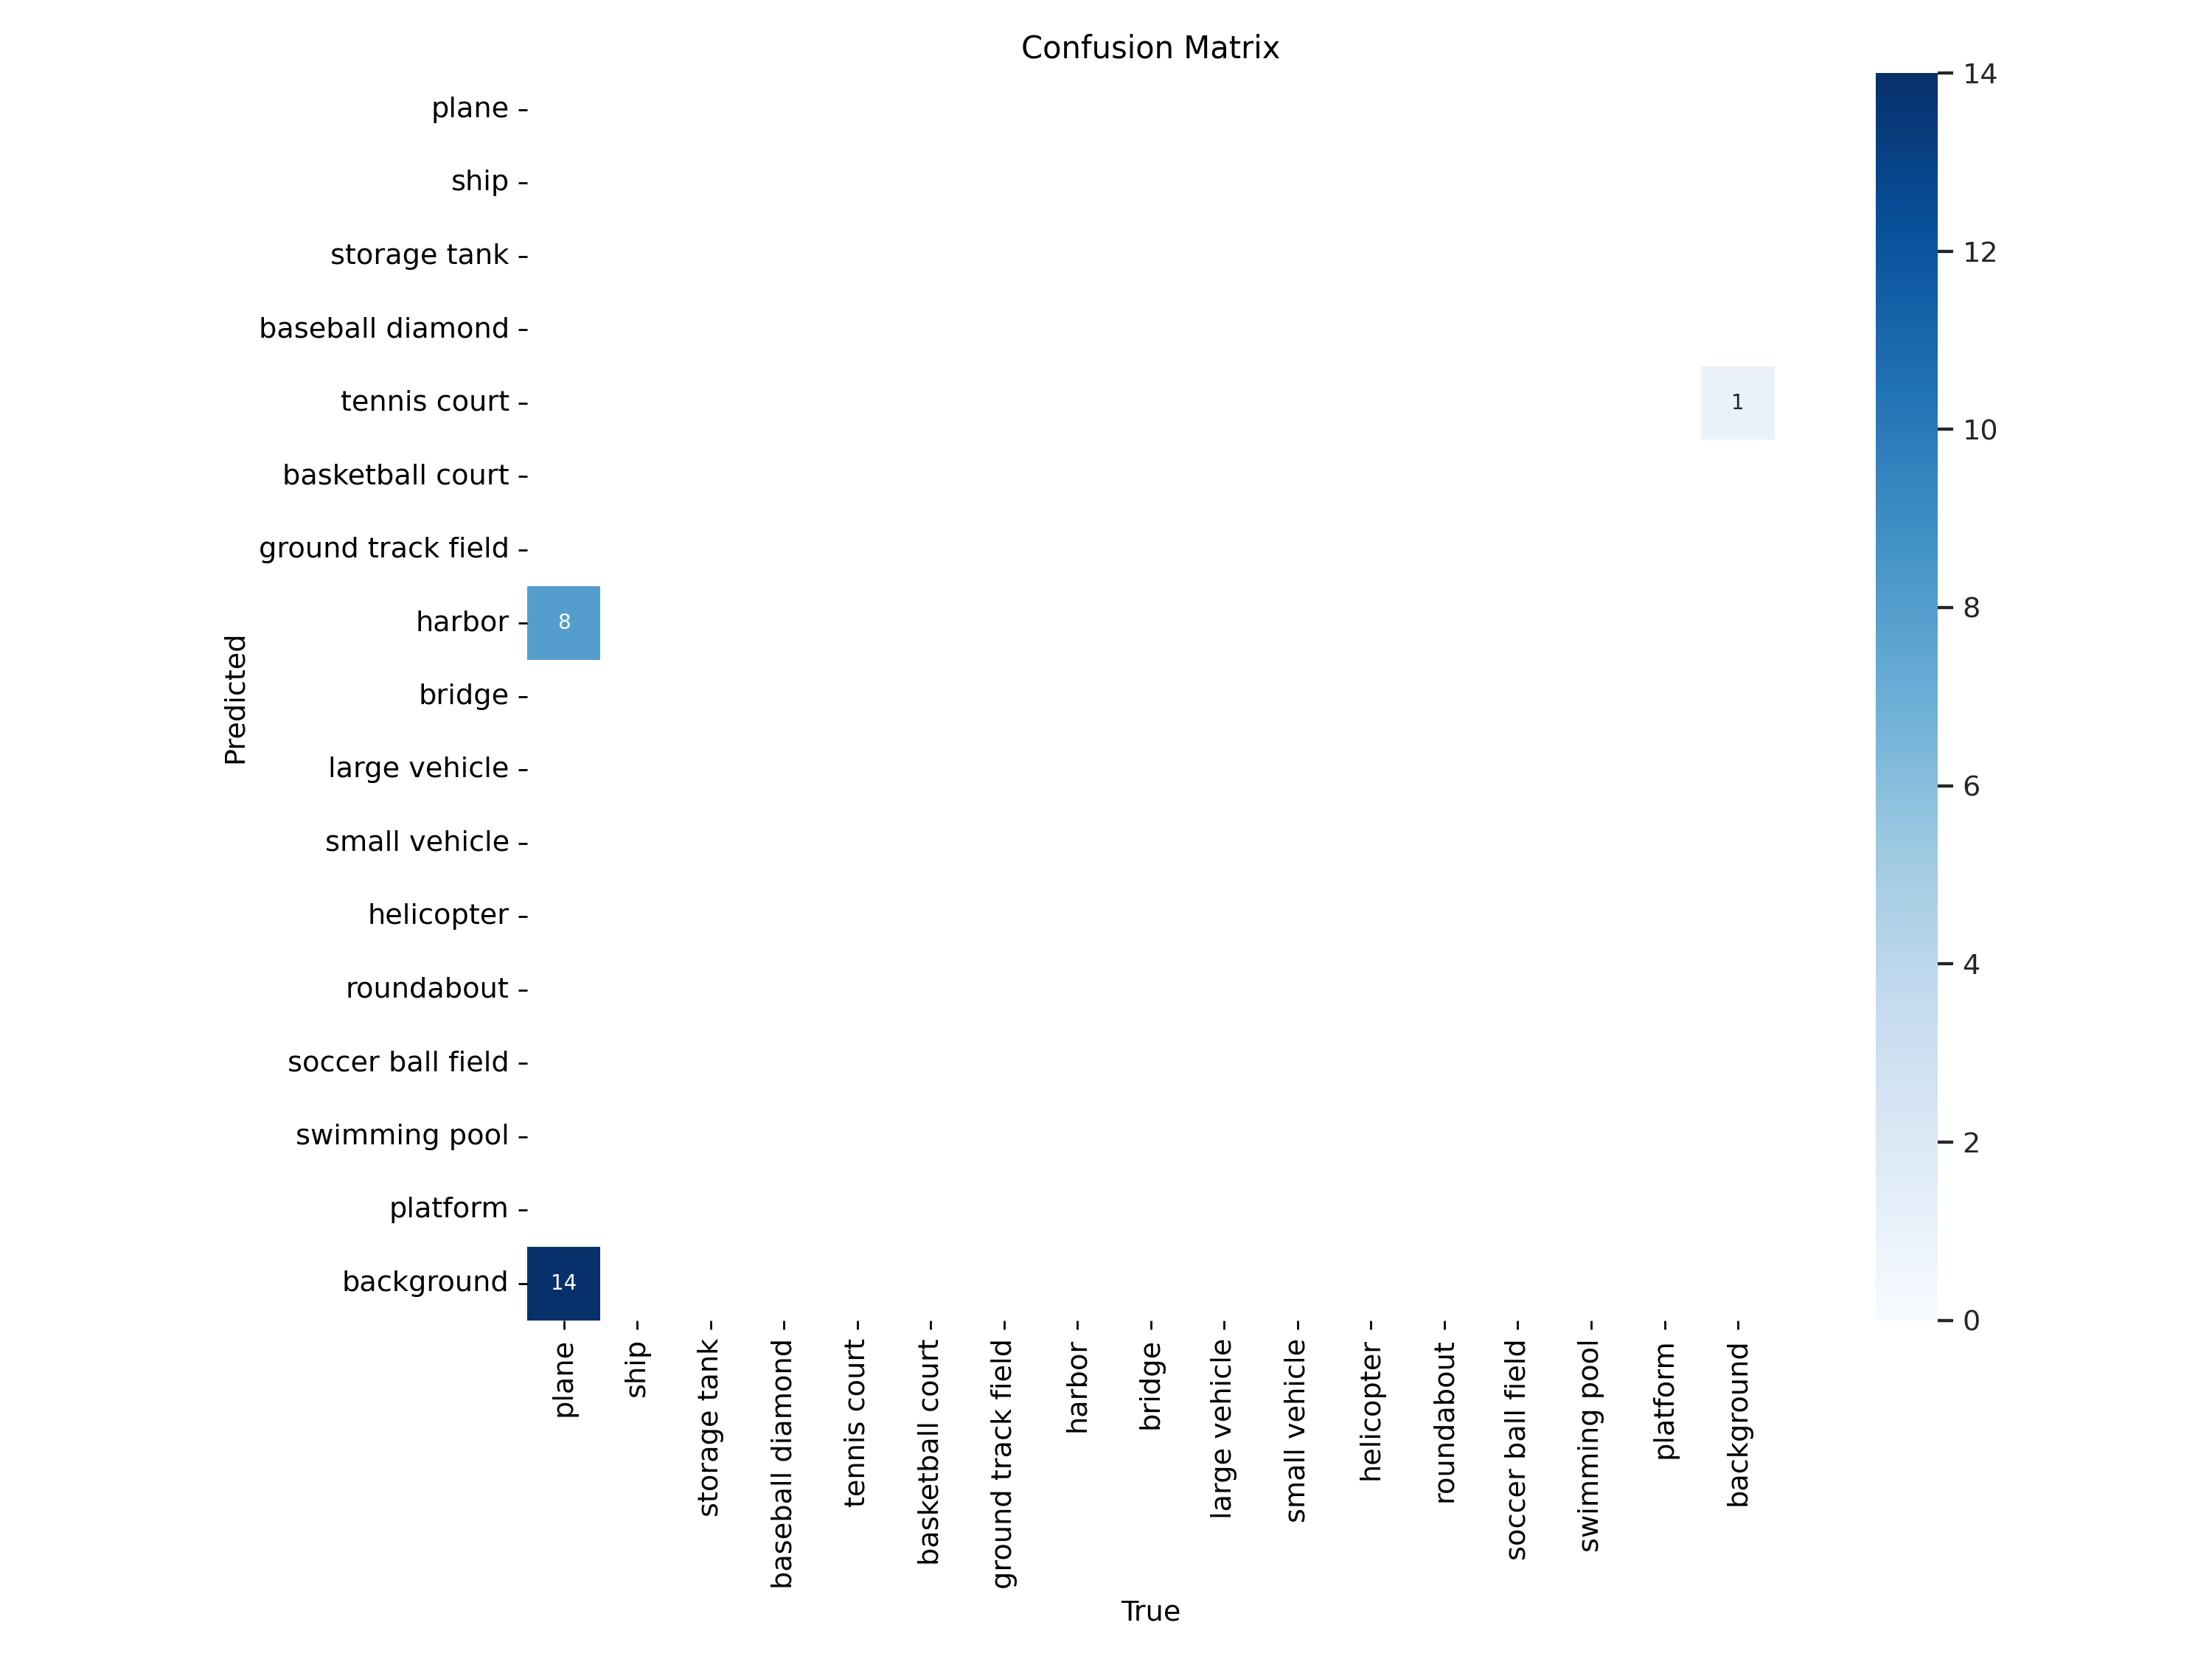 Confusion Matrix
plane
ship
storage tank
baseball diamond
tennis court
basketball court
ground track field
harbor
bridge
large vehicle
small vehicle
helicopter
roundabout
soccer ball field
swimming pool
platform
background
Predicted
1
8
14
plane
ship
storage tank
baseball diamond
tennis court
basketball court
ground track field
harbor
bridge
large vehicle
small vehicle
helicopter
roundabout
soccer ball field
swimming pool
platform
background
True
14
12
10
8
6
4
2
0